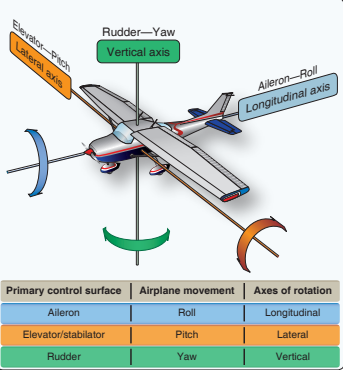 Rudder—Yaw
Vertical axis
Elevator—Pitch
Lateral axis
Aileron—Roll
Longitudinal axis
Primary control surface | Airplane movement | Axes of rotation
Aileron | Roll | Longitudinal
Elevator/stabilator | Pitch | Lateral
Rudder | Yaw | Vertical